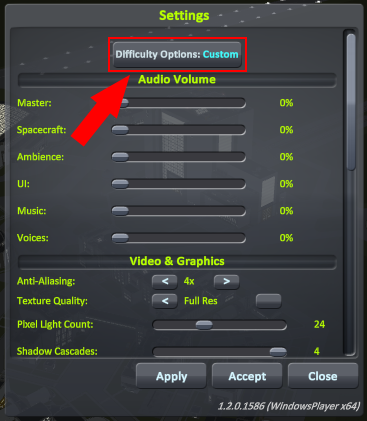 Settings
Difficulty Options: Custom
Audio Volume
Master: 0%
Spacecraft: 0%
Ambience: 0%
UI: 0%
Music: 0%
Voices: 0%
Video & Graphics
Anti-Aliasing: < 4x >
Texture Quality: < Full Res
Pixel Light Count: 24
Shadow Cascades: 4
Apply Accept Close
1.2.0.1586 (WindowsPlayer x64)